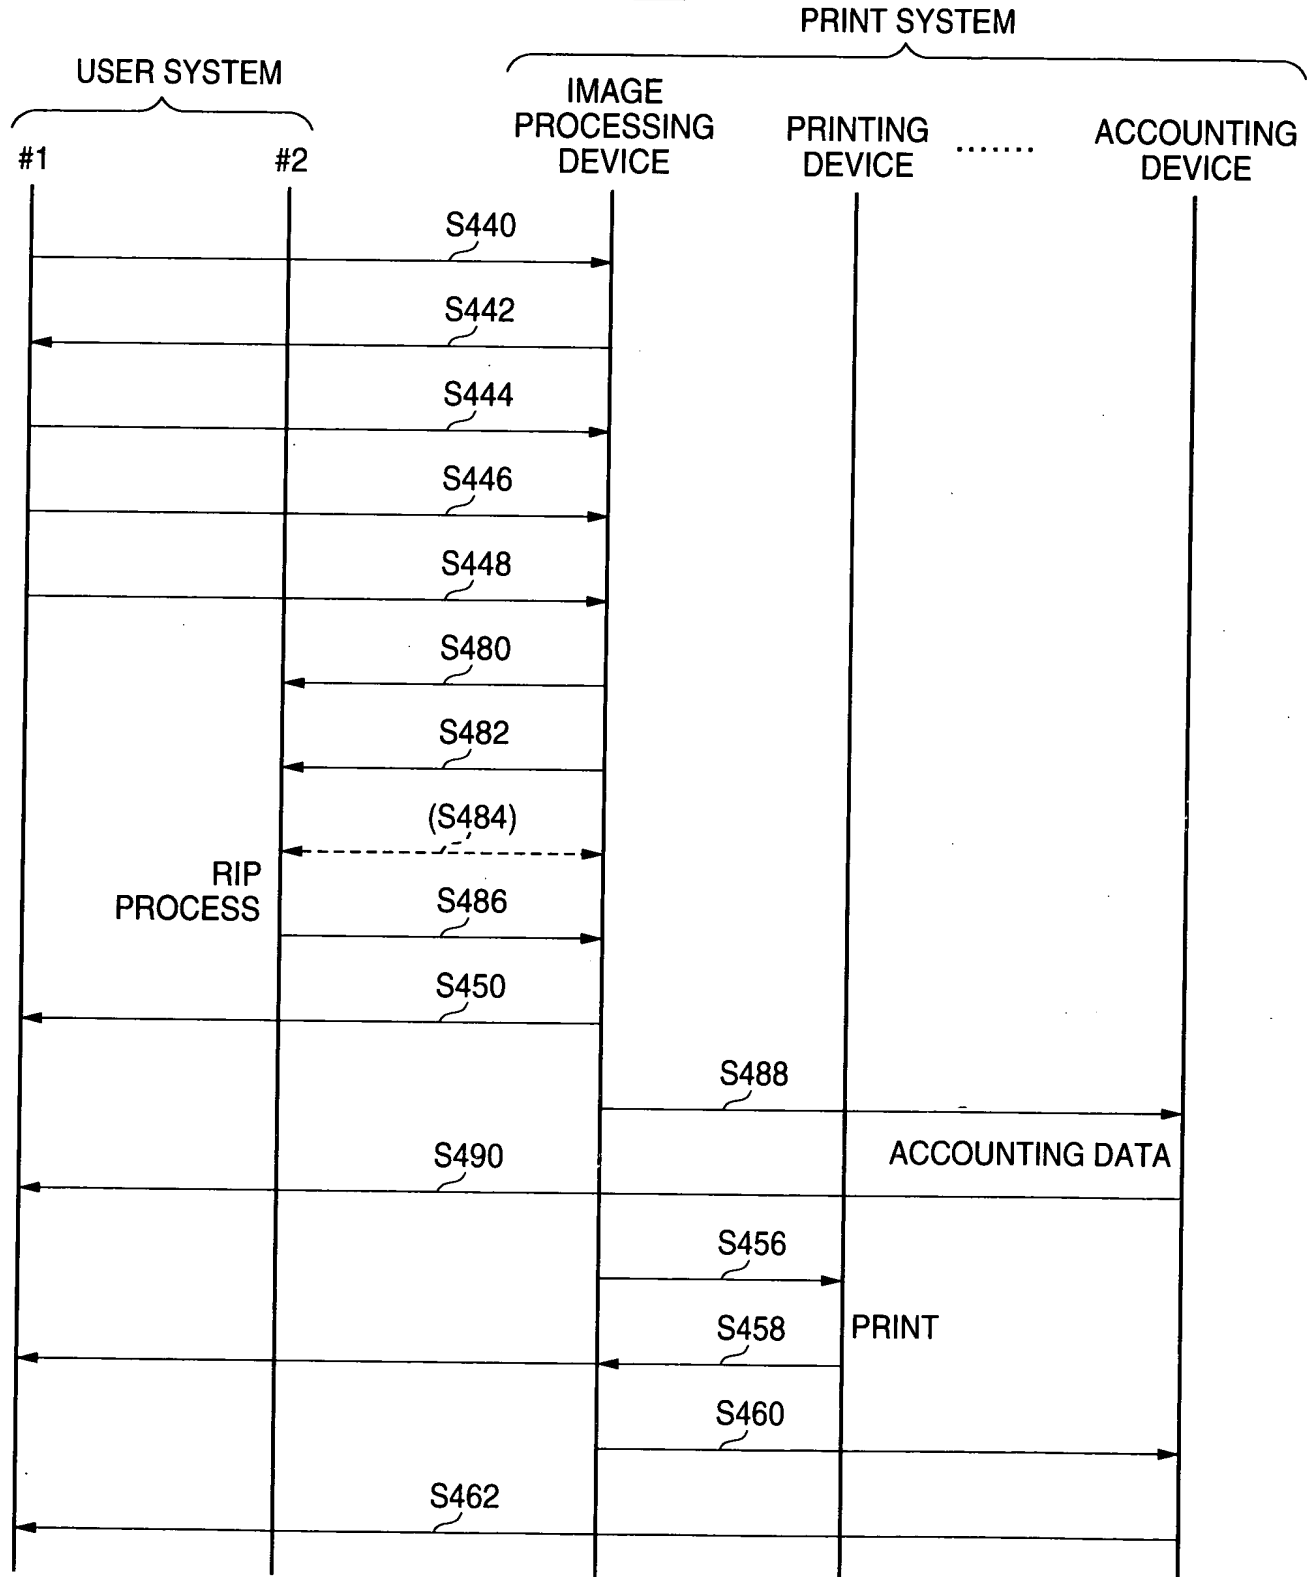 PRINT SYSTEM
USER SYSTEM
#1
#2
IMAGE
PROCESSING
DEVICE
PRINTING
DEVICE
.......
ACCOUNTING
DEVICE
S440
S442
S444
S446
S448
S480
S482
(S484)
RIP
PROCESS
S486
S450
S488
ACCOUNTING DATA
S490
S456
PRINT
S458
S460
S462